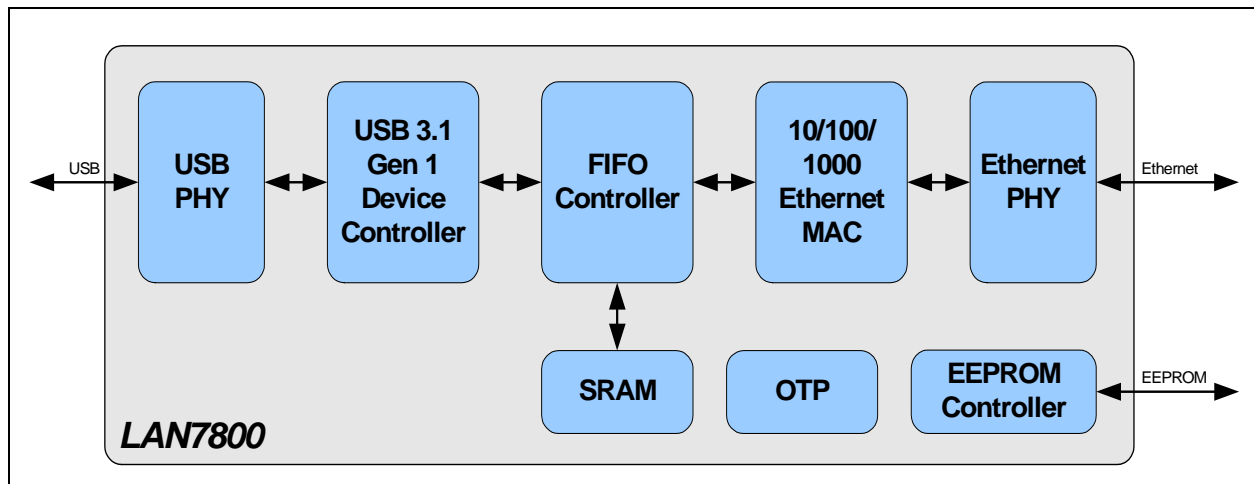 USB
USB
PHY
USB 3.1
Gen 1
Device
Controller
FIFO
Controller
10/100/
1000
Ethernet
MAC
Ethernet
PHY
Ethernet
SRAM
OTP
EEPROM
Controller
EEPROM
LAN7800